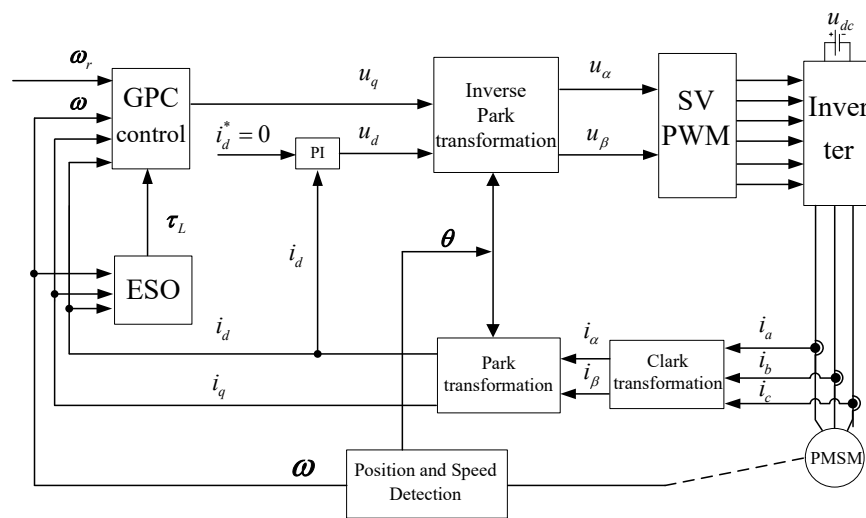 u_dc
+ -
ω_r
ω
GPC
control
u_q
i_d^* = 0
PI
u_d
Inverse
Park
transformation
u_α
u_β
SV
PWM
Inver
ter
τ_L
ESO
θ
i_d
i_d
i_q
Park
transformation
i_α
i_β
Clark
transformation
i_a
i_b
i_c
ω
Position and Speed
Detection
PMSM